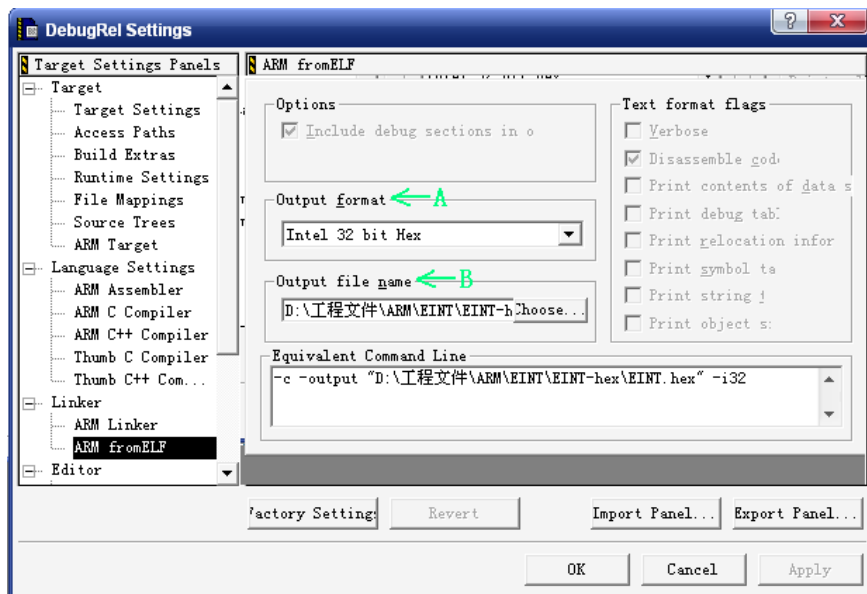 DebugRel Settings
Target Settings Panels
Target
Target Settings
Access Paths
Build Extras
Runtime Settings
File Mappings
Source Trees
ARM Target
Language Settings
ARM Assembler
ARM C Compiler
ARM C++ Compiler
Thumb C Compiler
Thumb C++ Com...
Linker
ARM Linker
ARM fromELF
Editor
ARM fromELF
Options
Include debug sections in o
Output format
A
Intel 32 bit Hex
Output file name
B
D:\工程文件\ARM\EINT\EINT-h
Choose...
Text format flags
Verbose
Disassemble cod
Print contents of data s
Print debug tabl
Print relocation infor
Print symbol ta
Print string t
Print object s
Equivalent Command Line
-c -output "D:\工程文件\ARM\EINT\EINT-hex\EINT.hex" -i32
Factory Setting
Revert
Import Panel...
Export Panel...
OK
Cancel
Apply